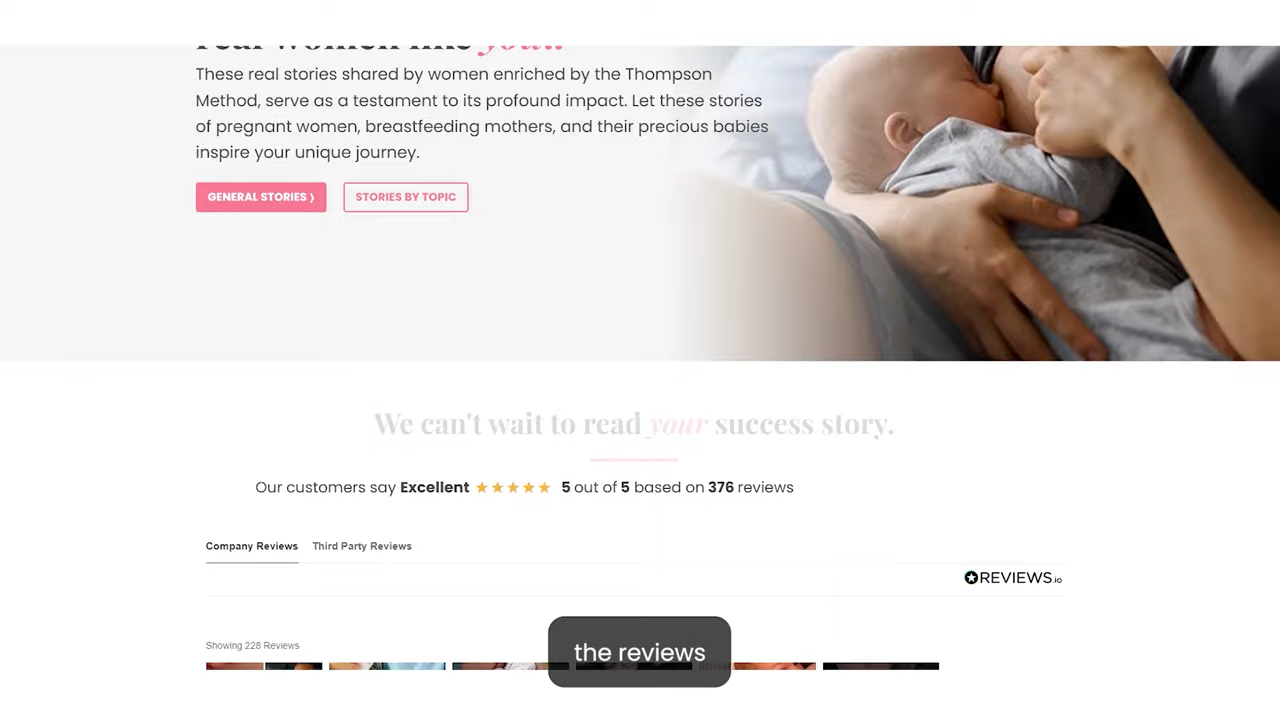 These real stories shared by women enriched by the Thompson
Method, serve as a testament to its profound impact. Let these stories
of pregnant women, breastfeeding mothers, and their precious babies
inspire your unique journey.
GENERAL STORIES ❭
STORIES BY TOPIC
We can't wait to read your success story.
Our customers say Excellent ★★★★★ 5 out of 5 based on 376 reviews
Company Reviews
Third Party Reviews
REVIEWS.io
Showing 228 Reviews
the reviews